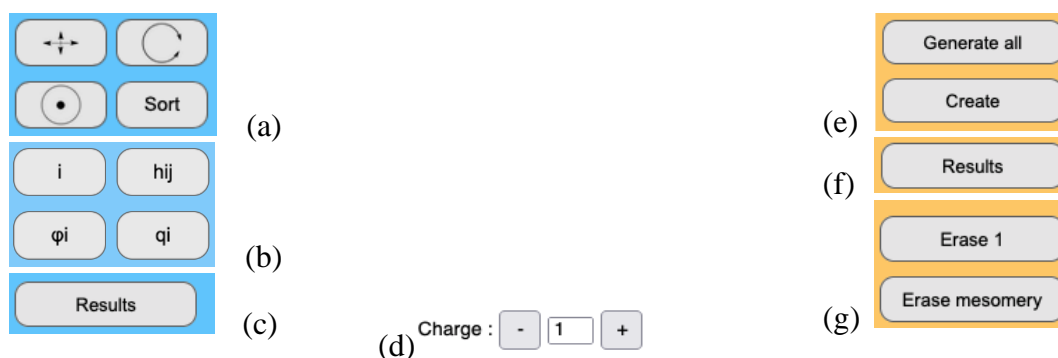 Sort
(a)
i
hij
φi
qi
(b)
Results
(c)
(d)
Charge :
-
1
+
Generate all
Create
(e)
Results
(f)
Erase 1
Erase mesomery
(g)